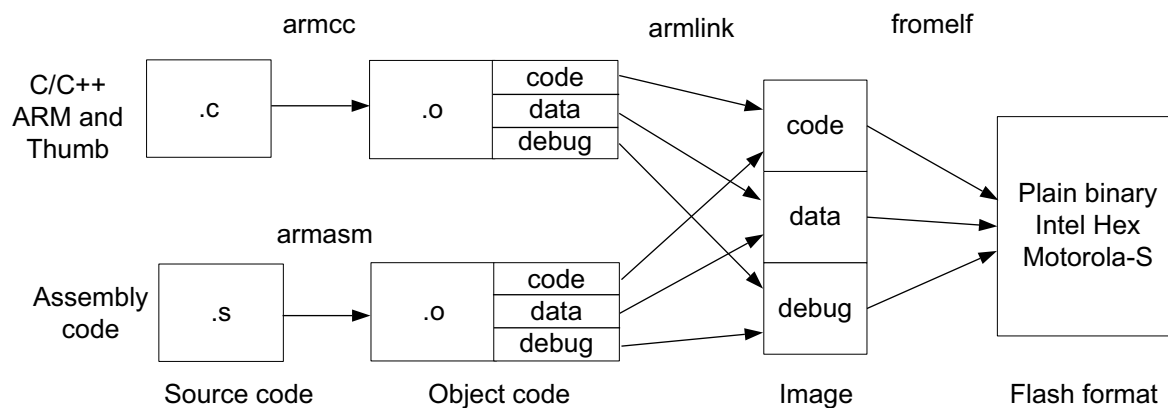 armcc
armlink
fromelf
C/C++
ARM and
Thumb
.c
.o
code
data
debug
armasm
Assembly
code
.s
.o
code
data
debug
code
data
debug
Plain binary
Intel Hex
Motorola-S
Source code
Object code
Image
Flash format